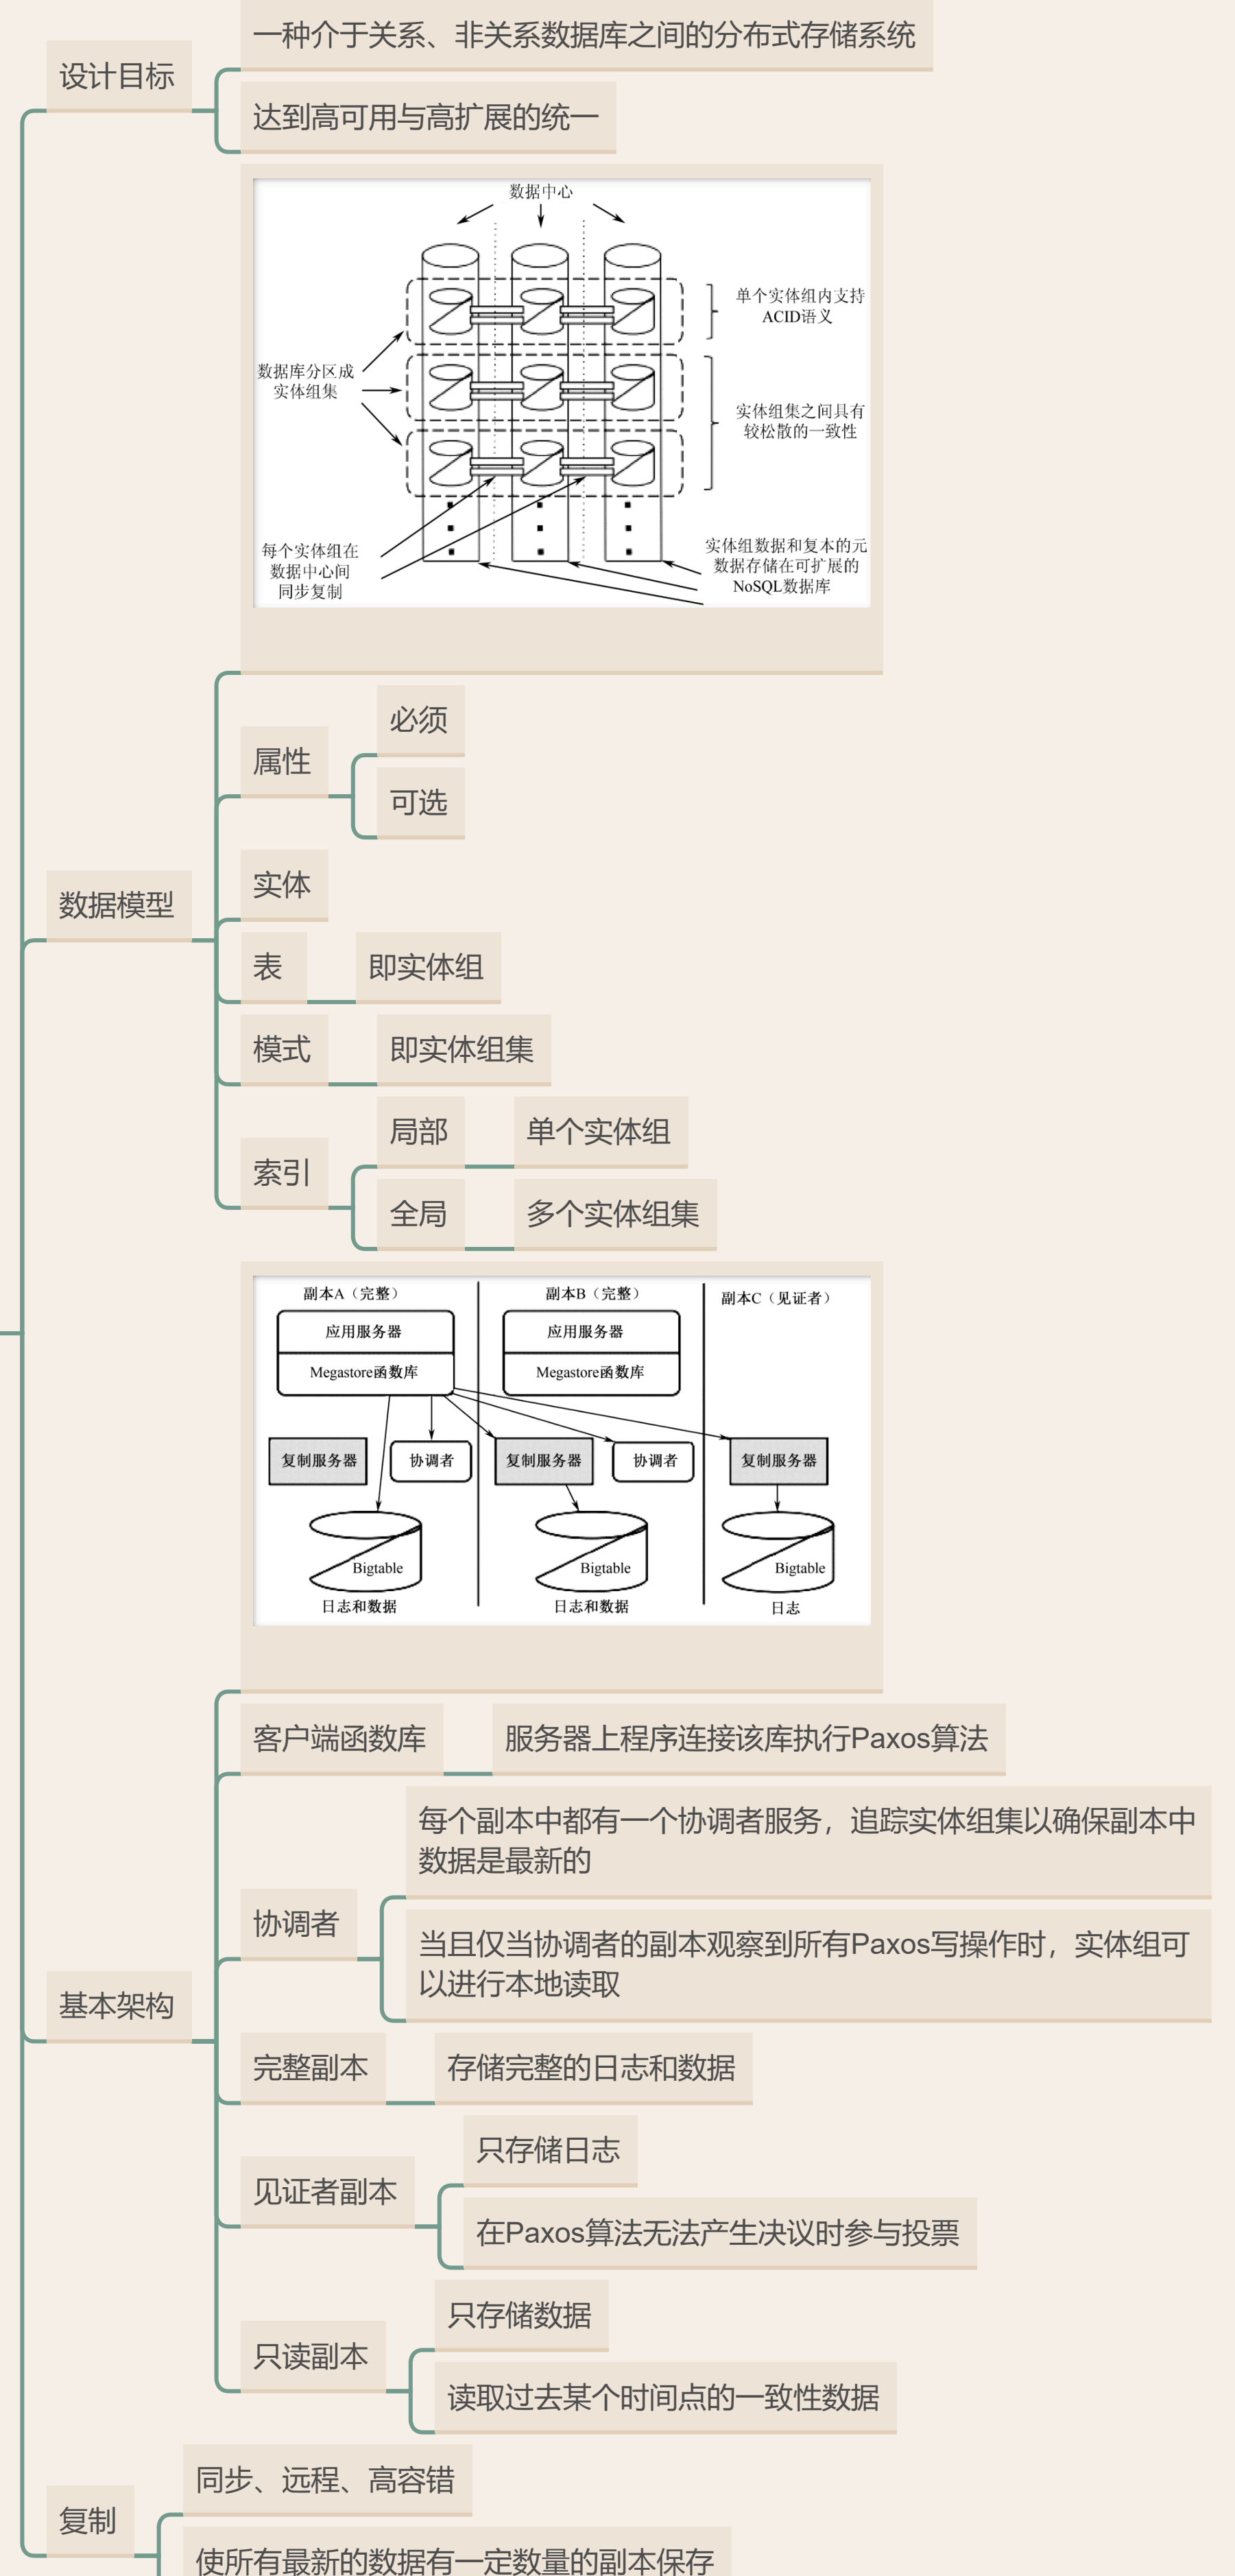 设计目标
一种介于关系、非关系数据库之间的分布式存储系统
达到高可用与高扩展的统一
数据中心
单个实体组内支持
ACID语义
数据库分区成
实体组集
实体组集之间具有
较松散的一致性
每个实体组在
数据中心间
同步复制
实体组数据和复本的元
数据存储在可扩展的
NoSQL数据库
数据模型
属性
必须
可选
实体
表
即实体组
模式
即实体组集
索引
局部
单个实体组
全局
多个实体组集
副本A（完整）
副本B（完整）
副本C（见证者）
应用服务器
Megastore函数库
应用服务器
Megastore函数库
复制服务器
协调者
复制服务器
协调者
复制服务器
Bigtable
Bigtable
Bigtable
日志和数据
日志和数据
日志
基本架构
客户端函数库
服务器上程序连接该库执行Paxos算法
协调者
每个副本中都有一个协调者服务，追踪实体组集以确保副本中
数据是最新的
当且仅当协调者的副本观察到所有Paxos写操作时，实体组可
以进行本地读取
完整副本
存储完整的日志和数据
见证者副本
只存储日志
在Paxos算法无法产生决议时参与投票
只读副本
只存储数据
读取过去某个时间点的一致性数据
复制
同步、远程、高容错
使所有最新的数据有一定数量的副本保存